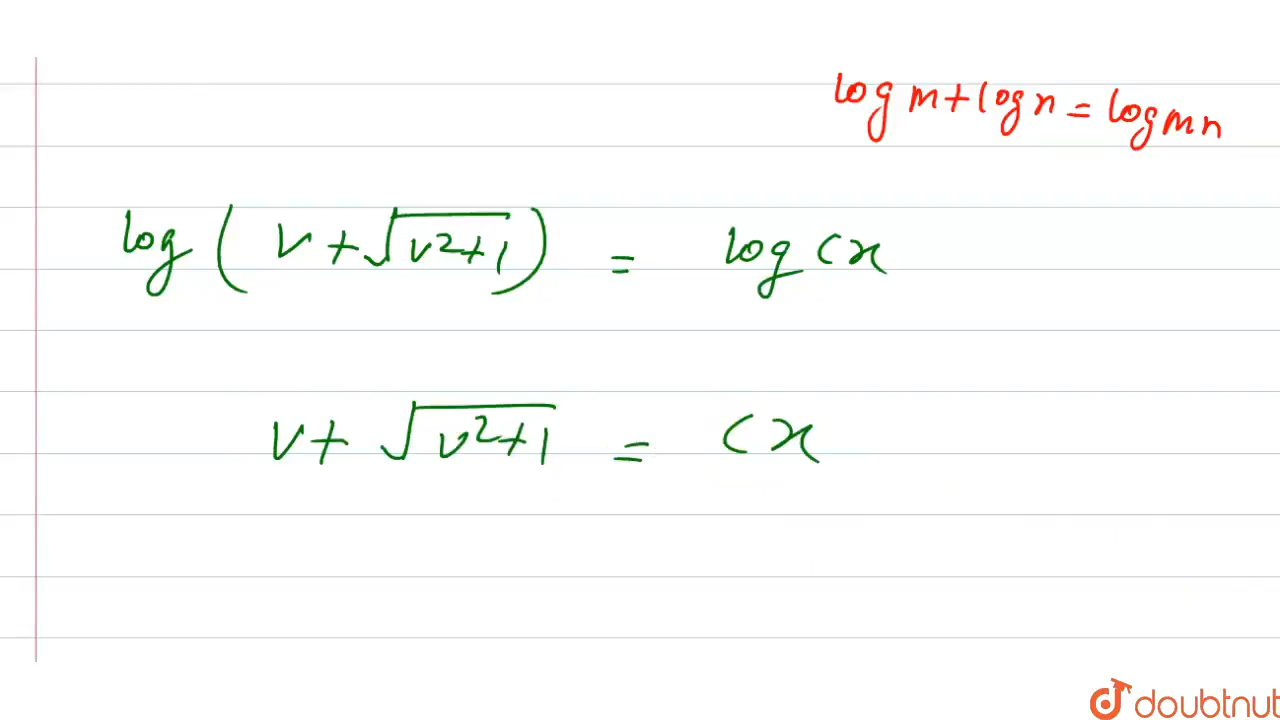 log m + log n = log mn
log ( v + √v²+1 ) = log cx
v + √v²+1 = cx
doubtnut